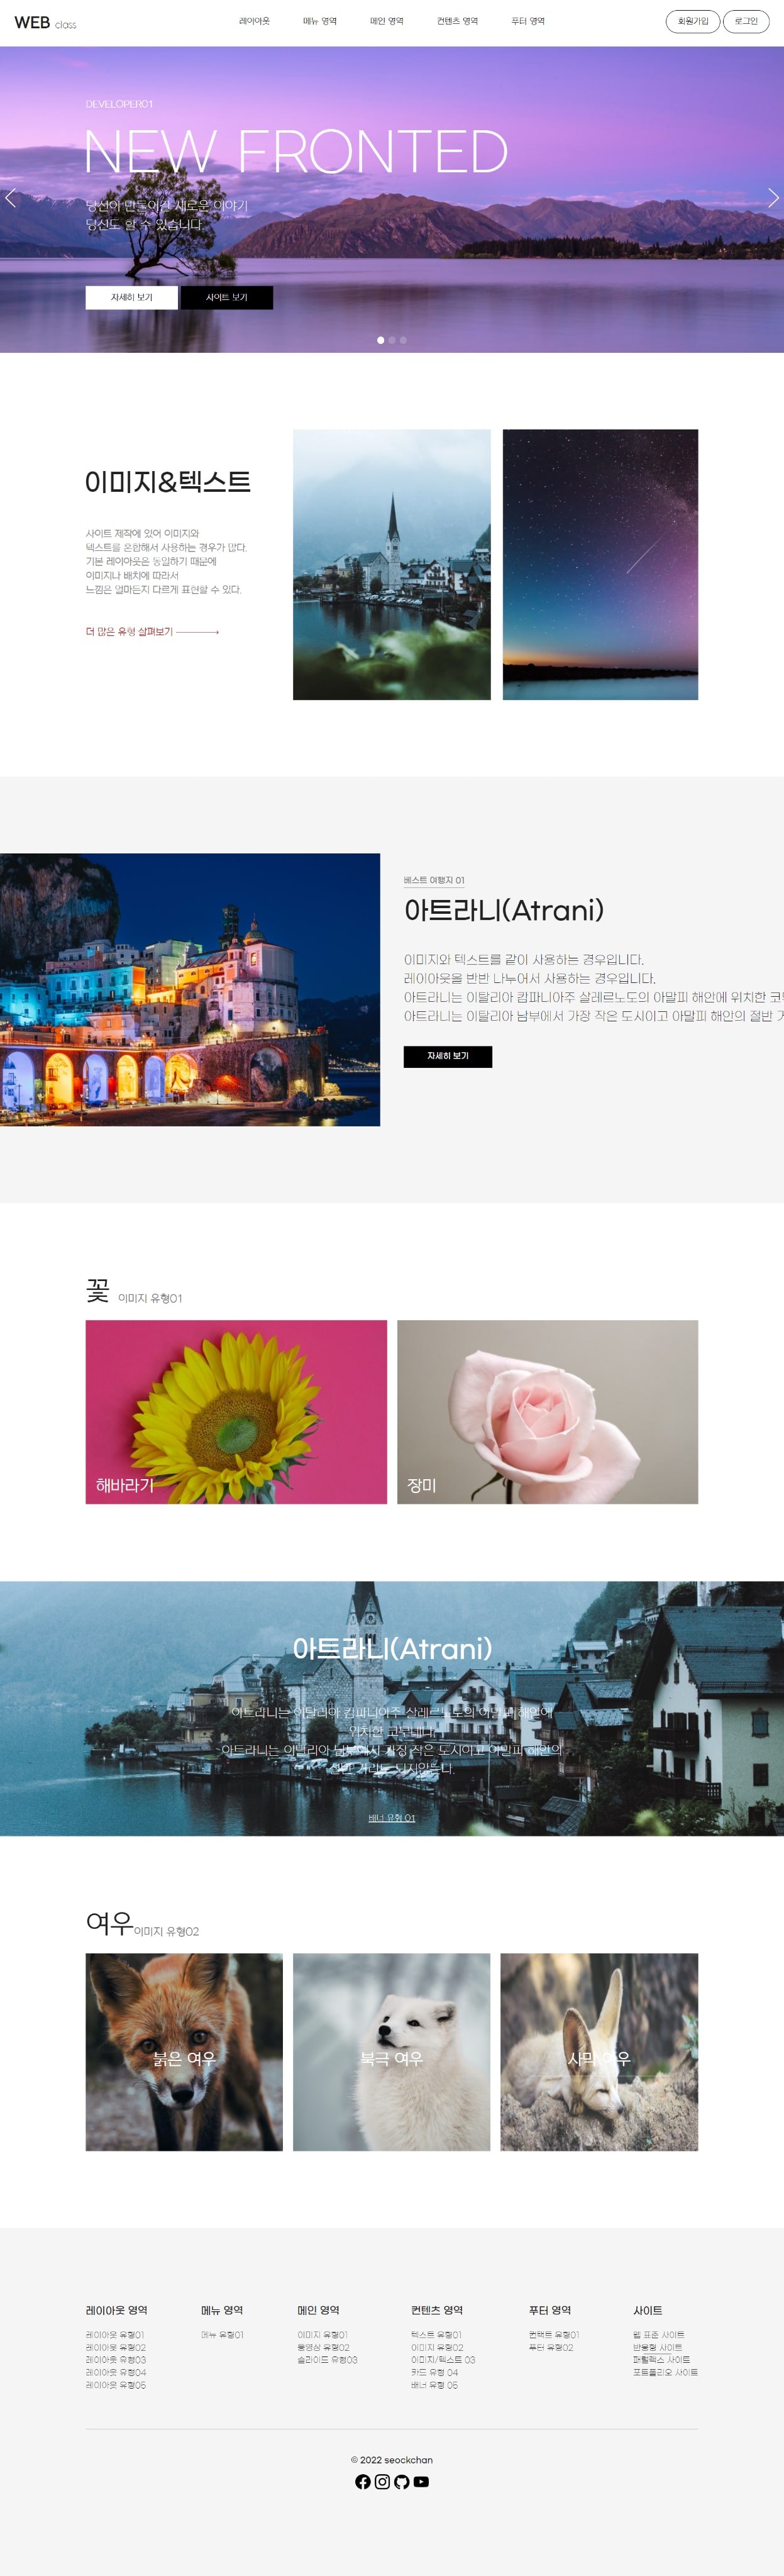 WEB class
레이아웃 메뉴 영역 메인 영역 컨텐츠 영역 푸터 영역
회원가입 로그인
DEVELOPER01
NEW FRONTED
당신이 만들어갈 새로운 이야기
당신도 할 수 있습니다.
자세히 보기 사이트 보기
이미지&텍스트
사이트 제작에 있어 이미지와
텍스트를 혼합해서 사용하는 경우가 많다.
기본 레이아웃은 동일하기 때문에
이미지나 배치에 따라서
느낌은 얼마든지 다르게 표현할 수 있다.
더 많은 유형 살펴보기
베스트 여행지 01
아트라니(Atrani)
이미지와 텍스트를 같이 사용하는 경우입니다.
레이아웃을 반반 나누어서 사용하는 경우입니다.
아트라니는 이탈리아 캄파니아주 살레르노도의 아말피 해안에 위치한
아트라니는 이탈리아 남부에서 가장 작은 도시이고 아말피 해안의 절반
자세히 보기
꽃 이미지 유형01
해바라기
장미
아트라니(Atrani)
아트라니는 이탈리아 캄파니아주 살레르노도의 아말피 해안에
위치한
아트라니는 이탈리아 남부에서 가장 작은 도시이고 아말피 해안의
절반
배너 유형 01
여우 이미지 유형02
붉은 여우
북극 여우
사막 여우
레이아웃 영역
레이아웃 유형01
레이아웃 유형02
레이아웃 유형03
레이아웃 유형04
레이아웃 유형05
메뉴 영역
메뉴 유형01
메인 영역
이미지 유형01
동영상 유형02
슬라이드 유형03
컨텐츠 영역
텍스트 유형01
이미지 유형02
이미지/텍스트 03
카드 유형 04
배너 유형 05
푸터 영역
컨택트 유형01
푸터 유형02
사이트
웹 표준 사이트
반응형 사이트
패럴렉스 사이트
포트폴리오 사이트
© 2022 seockchan